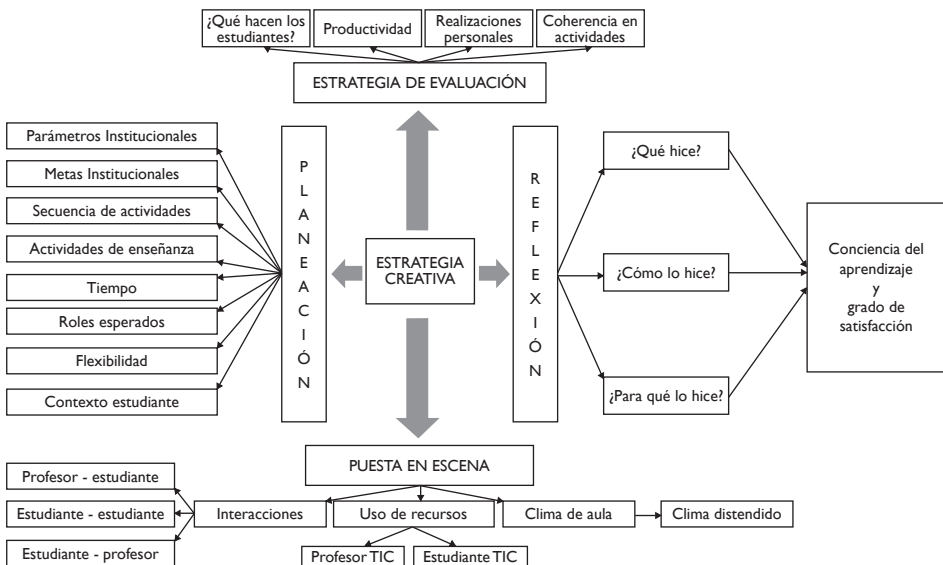 ¿Qué hacen los
estudiantes?
Productividad
Realizaciones
personales
Coherencia en
actividades
ESTRATEGIA DE EVALUACIÓN
Parámetros Institucionales
Metas Institucionales
Secuencia de actividades
Actividades de enseñanza
Tiempo
Roles esperados
Flexibilidad
Contexto estudiante
P
L
A
N
E
A
C
I
Ó
N
ESTRATEGIA
CREATIVA
R
E
F
L
E
X
I
Ó
N
¿Qué hice?
¿Cómo lo hice?
¿Para qué lo hice?
Conciencia del
aprendizaje
y
grado de
satisfacción
PUESTA EN ESCENA
Profesor - estudiante
Estudiante - estudiante
Estudiante - profesor
Interacciones
Uso de recursos
Clima de aula
Clima distendido
Profesor TIC
Estudiante TIC